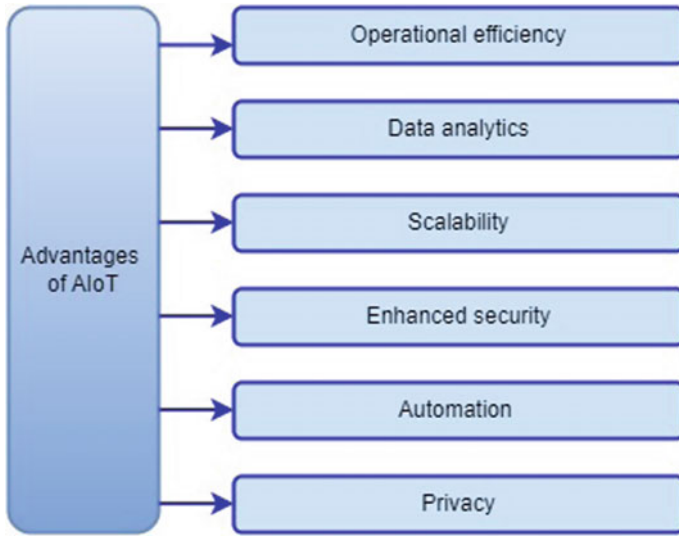 Advantages
of AIoT
Operational efficiency
Data analytics
Scalability
Enhanced security
Automation
Privacy